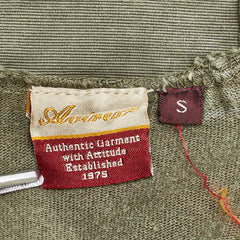 Avirex
S
Authentic Garment
with Attitude
Established
1975